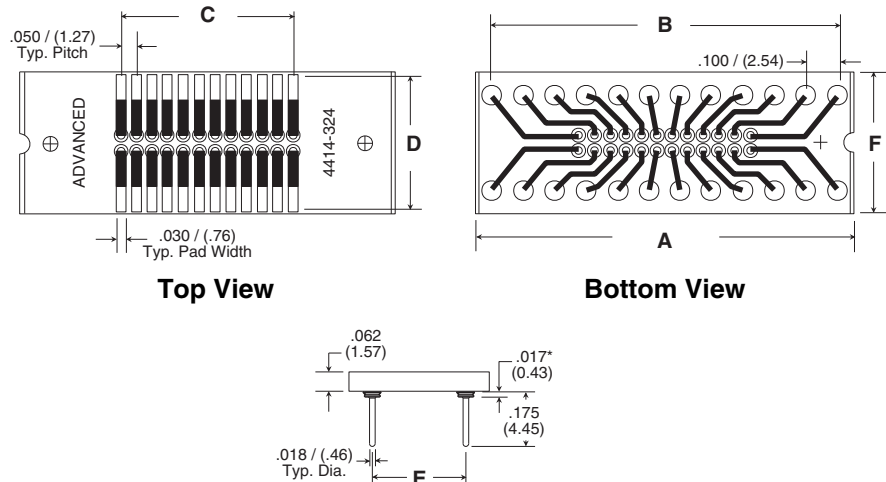 C
.050 / (1.27)
Typ. Pitch
ADVANCED
4414-324
D
.030 / (.76)
Typ. Pad Width
Top View
B
.100 / (2.54)
F
A
Bottom View
.062
(1.57)
.017*
(0.43)
.175
(4.45)
.018 / (.46)
Typ. Dia.
E